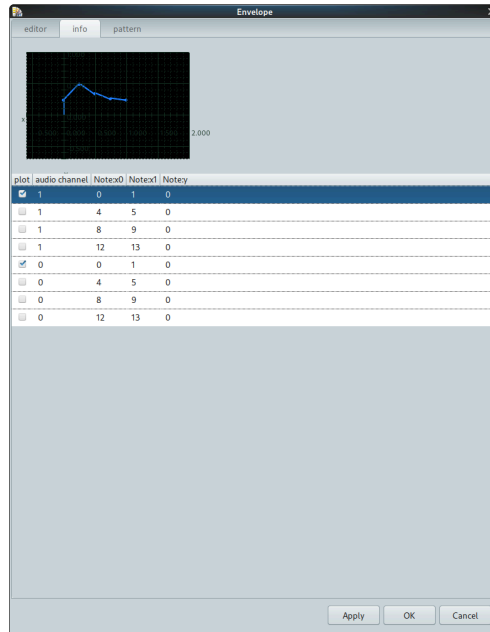 Envelope
editor info pattern
x
2.000
plot audio channel Note:x0 Note:x1 Note:y
1 0 1 0
1 4 5 0
1 8 9 0
1 12 13 0
0 0 1 0
0 4 5 0
0 8 9 0
0 12 13 0
Apply OK Cancel